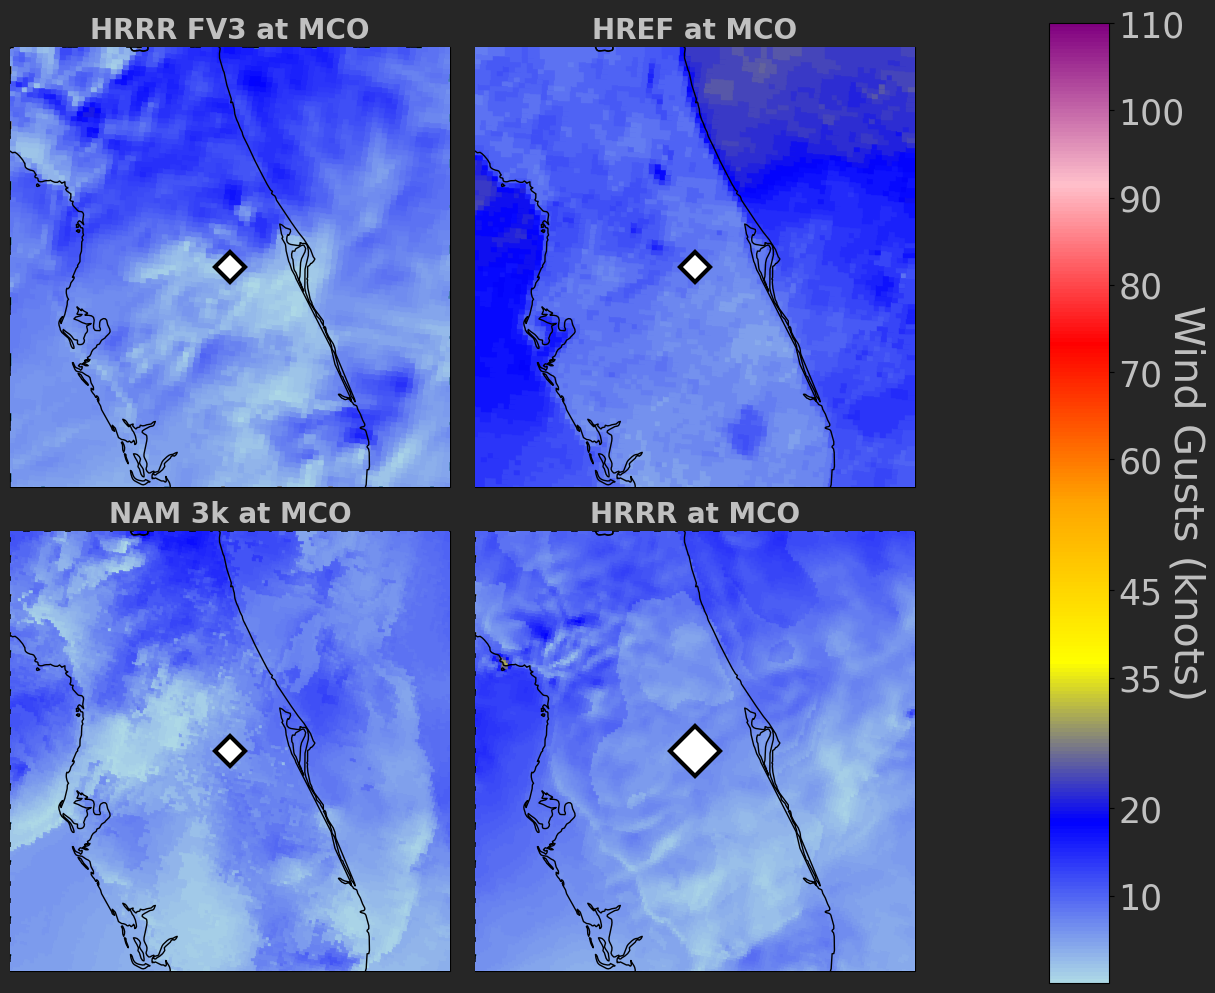 HRRR FV3 at MCO
HREF at MCO
NAM 3k at MCO
HRRR at MCO
110
100
90
80
70
60
45
35
20
10
Wind Gusts (knots)